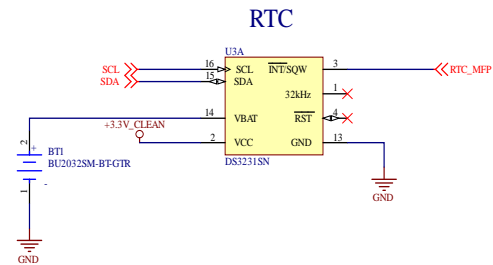 RTC
U3A
SCL 16 SCL INT/SQW 3 RTC_MFP
SDA 15 SDA
32kHz 1
14 VBAT RST 4
+3.3V_CLEAN
2 VCC GND 13
DS3231SN
2
+
BT1
BU2032SM-BT-GTR
-
1
GND
GND